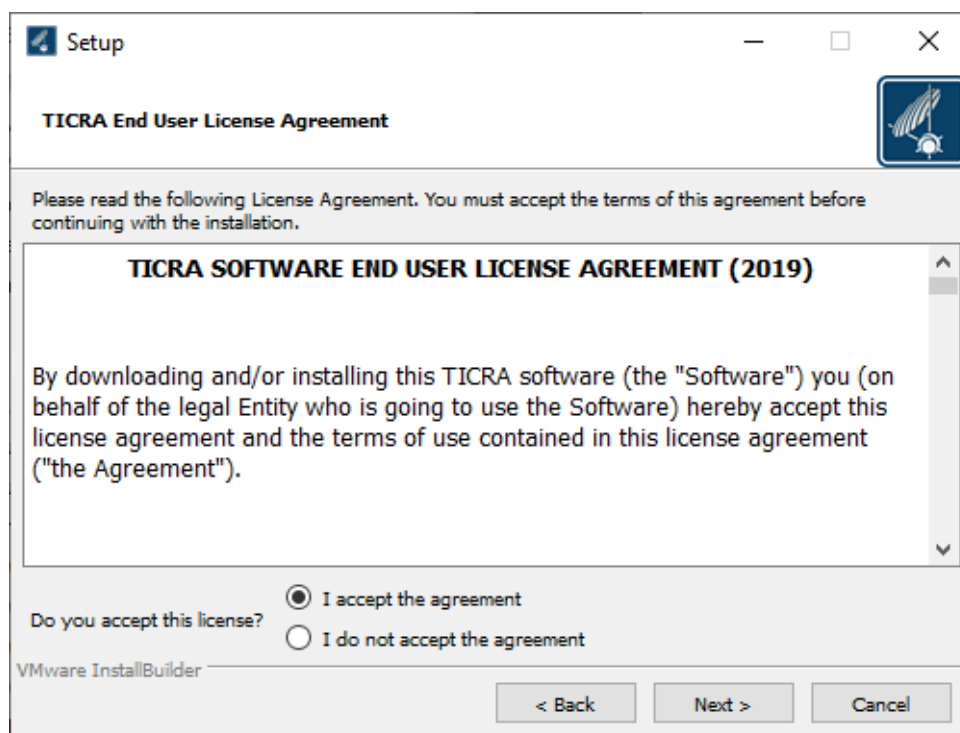 Setup
TICRA End User License Agreement
Please read the following License Agreement. You must accept the terms of this agreement before
continuing with the installation.
TICRA SOFTWARE END USER LICENSE AGREEMENT (2019)
By downloading and/or installing this TICRA software (the "Software") you (on
behalf of the legal Entity who is going to use the Software) hereby accept this
license agreement and the terms of use contained in this license agreement
("the Agreement").
Do you accept this license?
I accept the agreement
I do not accept the agreement
VMware InstallBuilder
< Back
Next >
Cancel